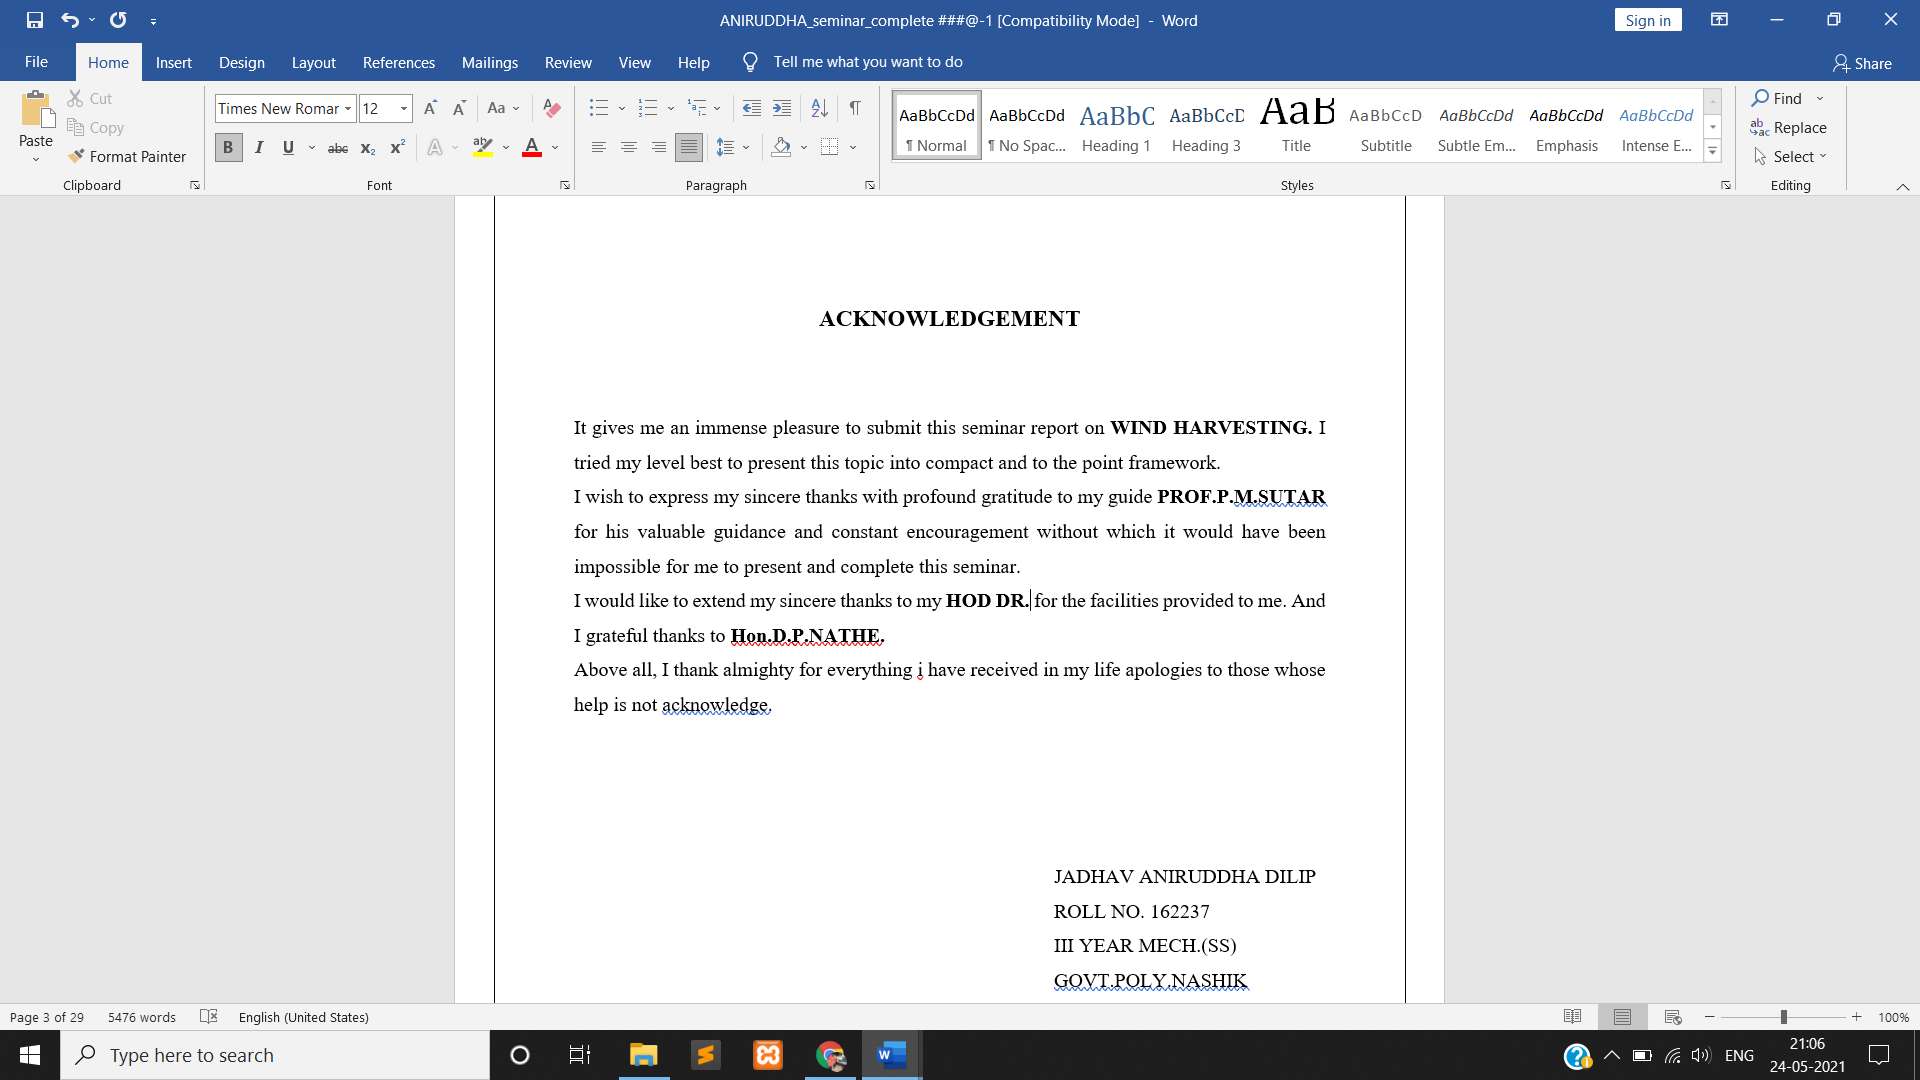 ANIRUDDHA_seminar_complete ###@-1 [Compatibility Mode] - Word
Sign in
File Home Insert Design Layout References Mailings Review View Help Tell me what you want to do
Share
Paste
Cut
Copy
Format Painter
Clipboard
Times New Romar 12
Aa
B I U abc x₂ x² A ab A
Font
Paragraph
AaBbCcDd AaBbCcDd AaBbC AaBbCcD AaB AaBbCcD AaBbCcDd AaBbCcDd AaBbCcDd
¶ Normal ¶ No Spac... Heading 1 Heading 3 Title Subtitle Subtle Em... Emphasis Intense E...
Styles
Find
Replace
Select
Editing
ACKNOWLEDGEMENT
It gives me an immense pleasure to submit this seminar report on WIND HARVESTING. I
tried my level best to present this topic into compact and to the point framework.
I wish to express my sincere thanks with profound gratitude to my guide PROF.P.M.SUTAR
for his valuable guidance and constant encouragement without which it would have been
impossible for me to present and complete this seminar.
I would like to extend my sincere thanks to my HOD DR. for the facilities provided to me. And
I grateful thanks to Hon.D.P.NATHE.
Above all, I thank almighty for everything i have received in my life apologies to those whose
help is not acknowledge.
JADHAV ANIRUDDHA DILIP
ROLL NO. 162237
III YEAR MECH.(SS)
GOVT.POLY.NASHIK
Page 3 of 29 5476 words English (United States) 100%
Type here to search
ENG
21:06
24-05-2021